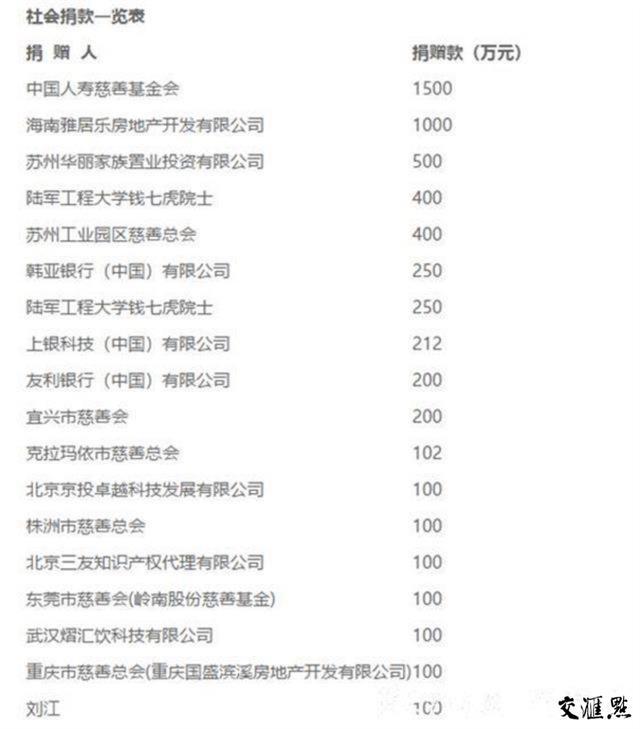 社会捐款一览表
捐 赠 人 捐赠款（万元）
中国人寿慈善基金会 1500
海南雅居乐房地产开发有限公司 1000
苏州华丽家族置业投资有限公司 500
陆军工程大学钱七虎院士 400
苏州工业园区慈善总会 400
韩亚银行（中国）有限公司 250
陆军工程大学钱七虎院士 250
上银科技（中国）有限公司 212
友利银行（中国）有限公司 200
宜兴市慈善会 200
克拉玛依市慈善总会 102
北京京投卓越科技发展有限公司 100
株洲市慈善总会 100
北京三友知识产权代理有限公司 100
东莞市慈善会(岭南股份慈善基金) 100
武汉熠汇饮科技有限公司 100
重庆市慈善总会(重庆国盛滨溪房地产开发有限公司)100
刘江 100
交汇點